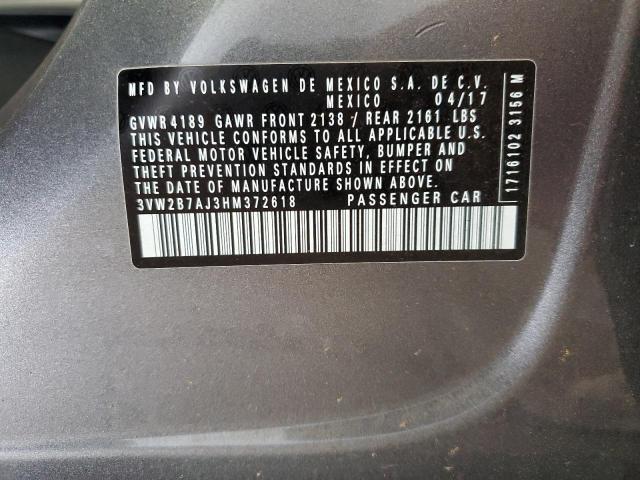 MFD BY VOLKSWAGEN DE MEXICO S.A. DE C.V.
MEXICO 04/17
GVWR 4189 GAWR FRONT 2138 / REAR 2161 LBS
THIS VEHICLE CONFORMS TO ALL APPLICABLE U.S.
FEDERAL MOTOR VEHICLE SAFETY, BUMPER AND
THEFT PREVENTION STANDARDS IN EFFECT ON
THE DATE OF MANUFACTURE SHOWN ABOVE.
3VW2B7AJ3HM372618 PASSENGER CAR
1716102 3156 M